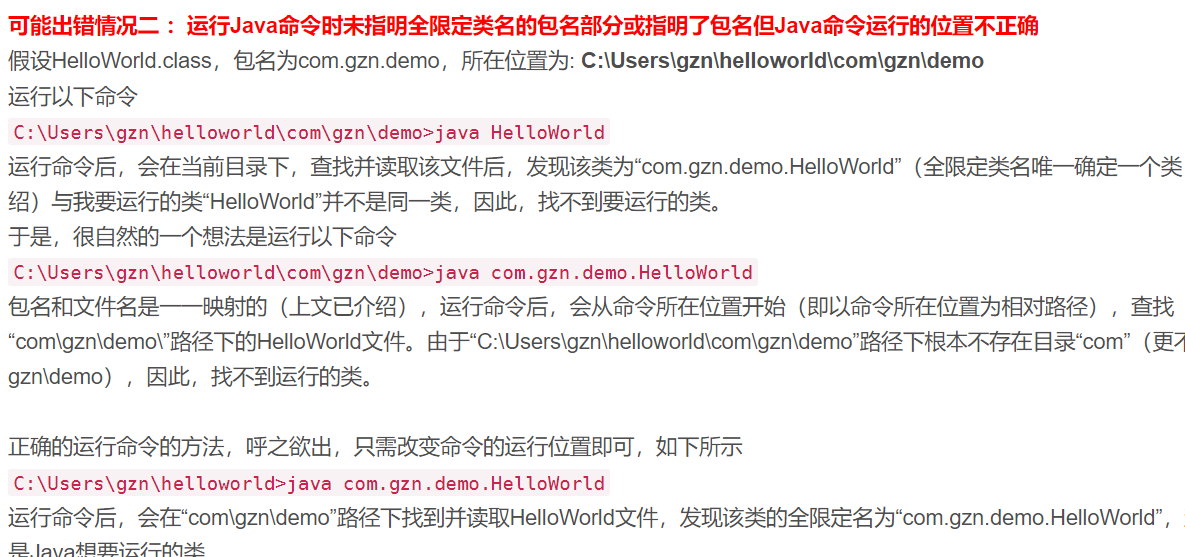 可能出错情况二 ：运行Java命令时未指明全限定类名的包名部分或指明了包名但Java命令运行的位置不正确
假设HelloWorld.class，包名为com.gzn.demo，所在位置为: C:\Users\gzn\helloworld\com\gzn\demo
运行以下命令
C:\Users\gzn\helloworld\com\gzn\demo>java HelloWorld
运行命令后，会在当前目录下，查找并读取该文件后，发现该类为“com.gzn.demo.HelloWorld”（全限定类名唯一确定一个类
绍）与我要运行的类“HelloWorld”并不是同一类，因此，找不到要运行的类。
于是，很自然的一个想法是运行以下命令
C:\Users\gzn\helloworld\com\gzn\demo>java com.gzn.demo.HelloWorld
包名和文件名是一一映射的（上文已介绍），运行命令后，会从命令所在位置开始（即以命令所在位置为相对路径），查找
“com\gzn\demo\”路径下的HelloWorld文件。由于“C:\Users\gzn\helloworld\com\gzn\demo”路径下根本不存在目录“com”（更不
gzn\demo），因此，找不到运行的类。
正确的运行命令的方法，呼之欲出，只需改变命令的运行位置即可，如下所示
C:\Users\gzn\helloworld>java com.gzn.demo.HelloWorld
运行命令后，会在“com\gzn\demo”路径下找到并读取HelloWorld文件，发现该类的全限定名为“com.gzn.demo.HelloWorld”，
是Java想要运行的类